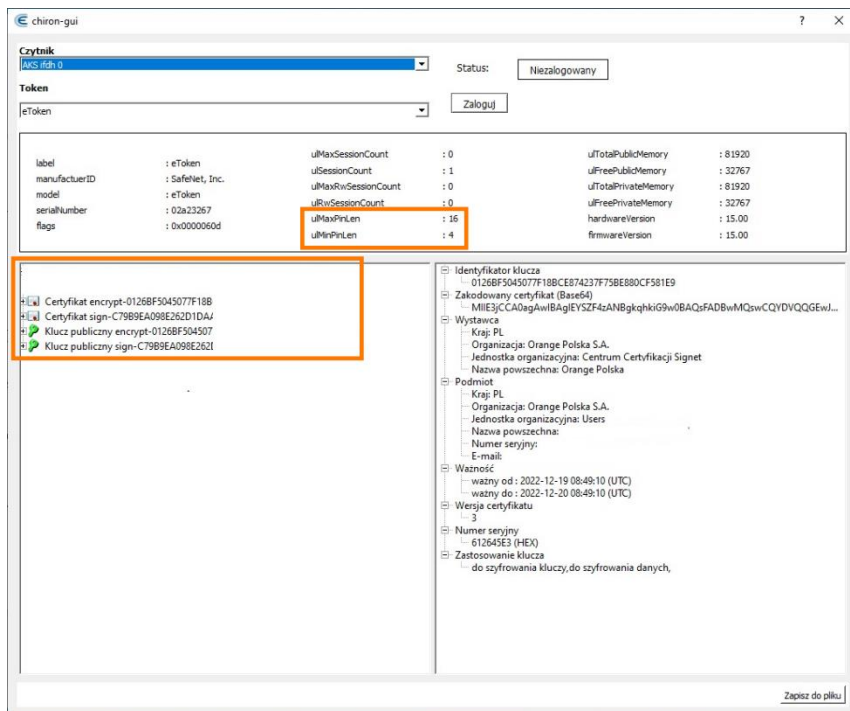 chiron-gui
Czytnik
AKS ifdh 0
Status: Niezalogowany
Token
eToken
Zaloguj
label : eToken
manufactuerID : SafeNet, Inc.
model : eToken
serialNumber : 02a23267
flags : 0x0000060d
ulMaxSessionCount : 0
ulSessionCount : 1
ulMaxRwSessionCount : 0
ulRwSessionCount : 0
ulMaxPinLen : 16
ulMinPinLen : 4
ulTotalPublicMemory : 81920
ulFreePublicMemory : 32767
ulTotalPrivateMemory : 81920
ulFreePrivateMemory : 32767
hardwareVersion : 15.00
firmwareVersion : 15.00
Certyfikat encrypt-0126BF5045077F18B
Certyfikat sign-C79B9EA098E262D1DAA
Klucz publiczny encrypt-0126BF504507
Klucz publiczny sign-C79B9EA098E262I
Identyfikator klucza
0126BF5045077F18BCE874237F75BE880CF581E9
Zakodowany certyfikat (Base64)
MIIE3jCCA0agAwIBAgIEYSZF4zANBgkqhkiG9w0BAQsFADBwMQswCQYDVQQGEwJ...
Wystawca
Kraj: PL
Organizacja: Orange Polska S.A.
Jednostka organizacyjna: Centrum Certyfikacji Signet
Nazwa powszechna: Orange Polska
Podmiot
Kraj: PL
Organizacja: Orange Polska S.A.
Jednostka organizacyjna: Users
Nazwa powszechna:
Numer seryjny:
E-mail:
Ważność
ważny od : 2022-12-19 08:49:10 (UTC)
ważny do : 2022-12-20 08:49:10 (UTC)
Wersja certyfikatu
3
Numer seryjny
612645E3 (HEX)
Zastosowanie klucza
do szyfrowania kluczy,do szyfrowania danych,
Zapisz do pliku